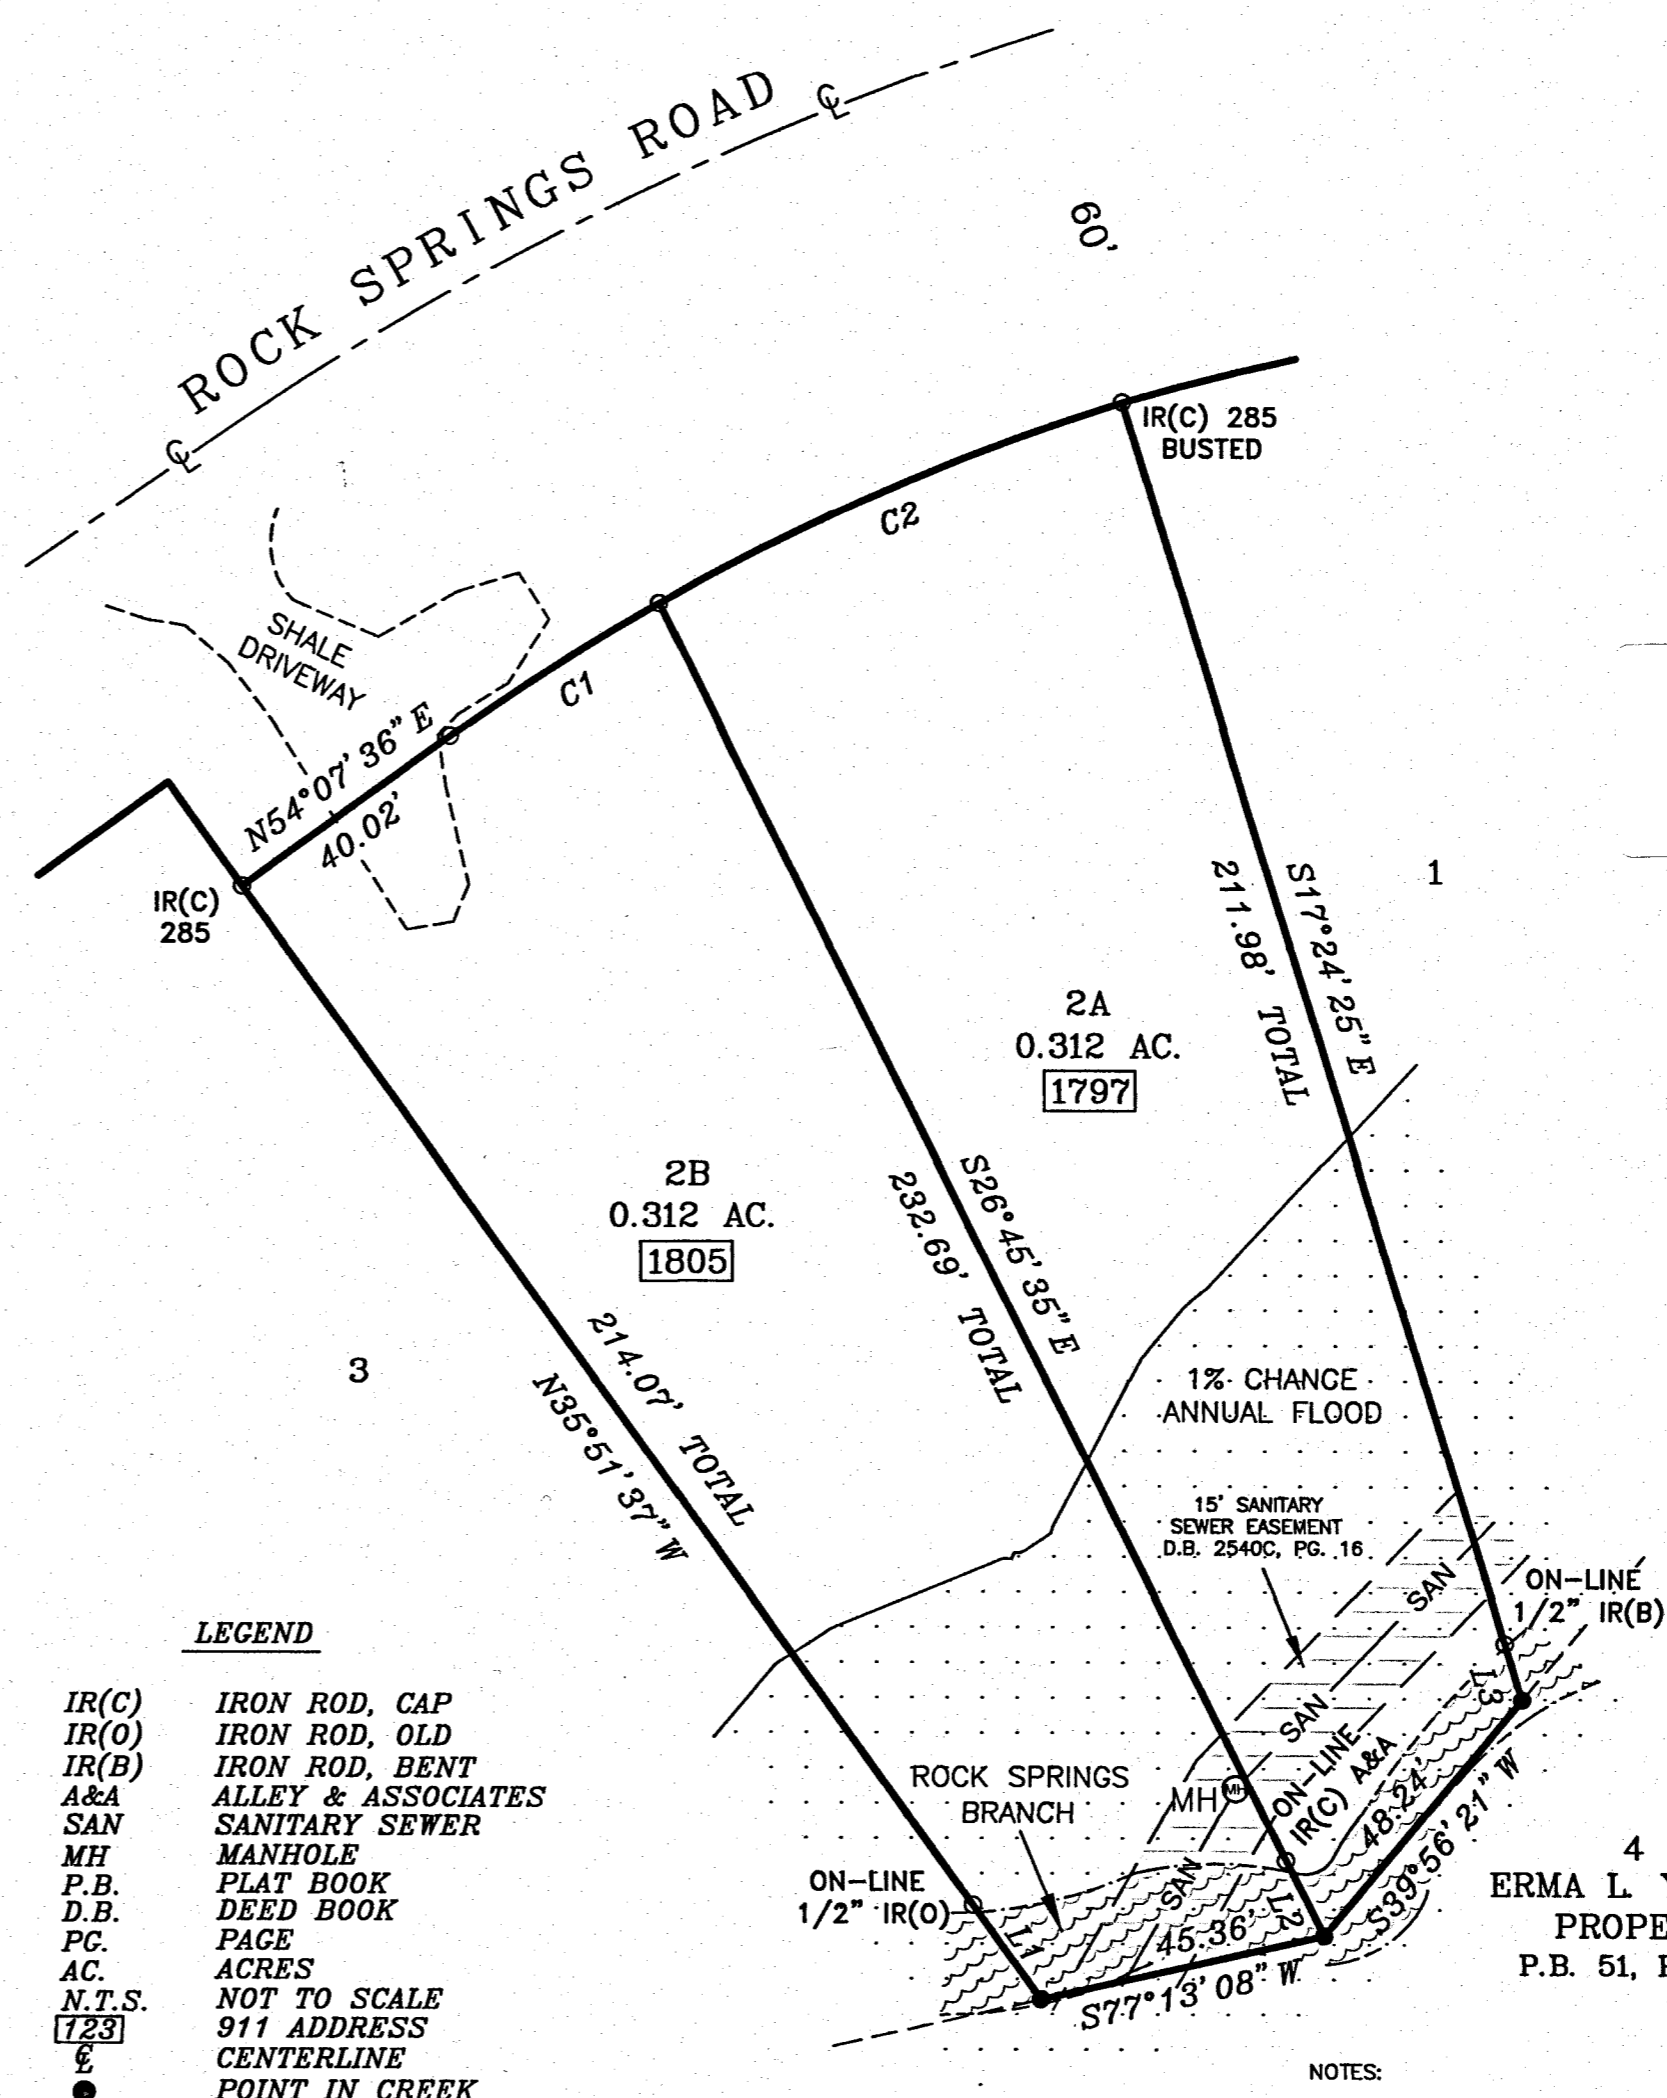 ROCK SPRINGS ROAD
℄
℄
60'
IR(C) 285
BUSTED
C2
C1
SHALE
DRIVEWAY
N54°07'36" E
40.02'
IR(C)
285
1
S17°24'25" E
211.98' TOTAL
2A
0.312 AC.
1797
2B
0.312 AC.
1805
S26°45'35" E
232.69' TOTAL
3
214.07' TOTAL
N35°51'37" W
1% CHANGE
ANNUAL FLOOD
15' SANITARY
SEWER EASEMENT
D.B. 2540C, PG. 16
SAN
ON-LINE
1/2" IR(B)
L3
SAN
ON-LINE
IR(C) A&A
ROCK SPRINGS
BRANCH
MH
MH
48.24'
S39°56'21" W
ON-LINE
1/2" IR(O)
L1
SAN
L2
45.36'
S77°13'08" W
4
ERMA L.
PROPE
P.B. 51,
LEGEND
IR(C) IRON ROD, CAP
IR(O) IRON ROD, OLD
IR(B) IRON ROD, BENT
A&A ALLEY & ASSOCIATES
SAN SANITARY SEWER
MH MANHOLE
P.B. PLAT BOOK
D.B. DEED BOOK
PG. PAGE
AC. ACRES
N.T.S. NOT TO SCALE
123 911 ADDRESS
℄ CENTERLINE
● POINT IN CREEK
NOTES: